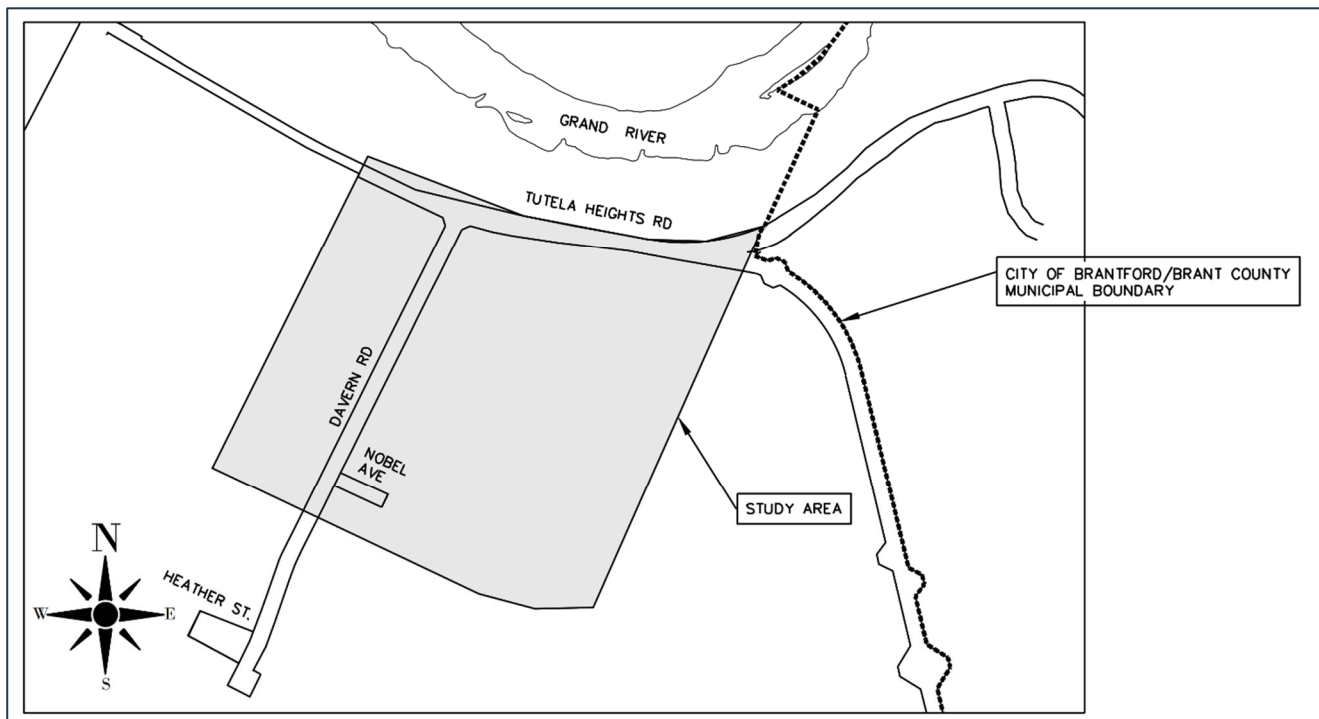 GRAND RIVER
TUTELA HEIGHTS RD
CITY OF BRANTFORD/BRANT COUNTY
MUNICIPAL BOUNDARY
DAVERN RD
NOBEL
AVE
STUDY AREA
HEATHER ST.
N
W
E
S